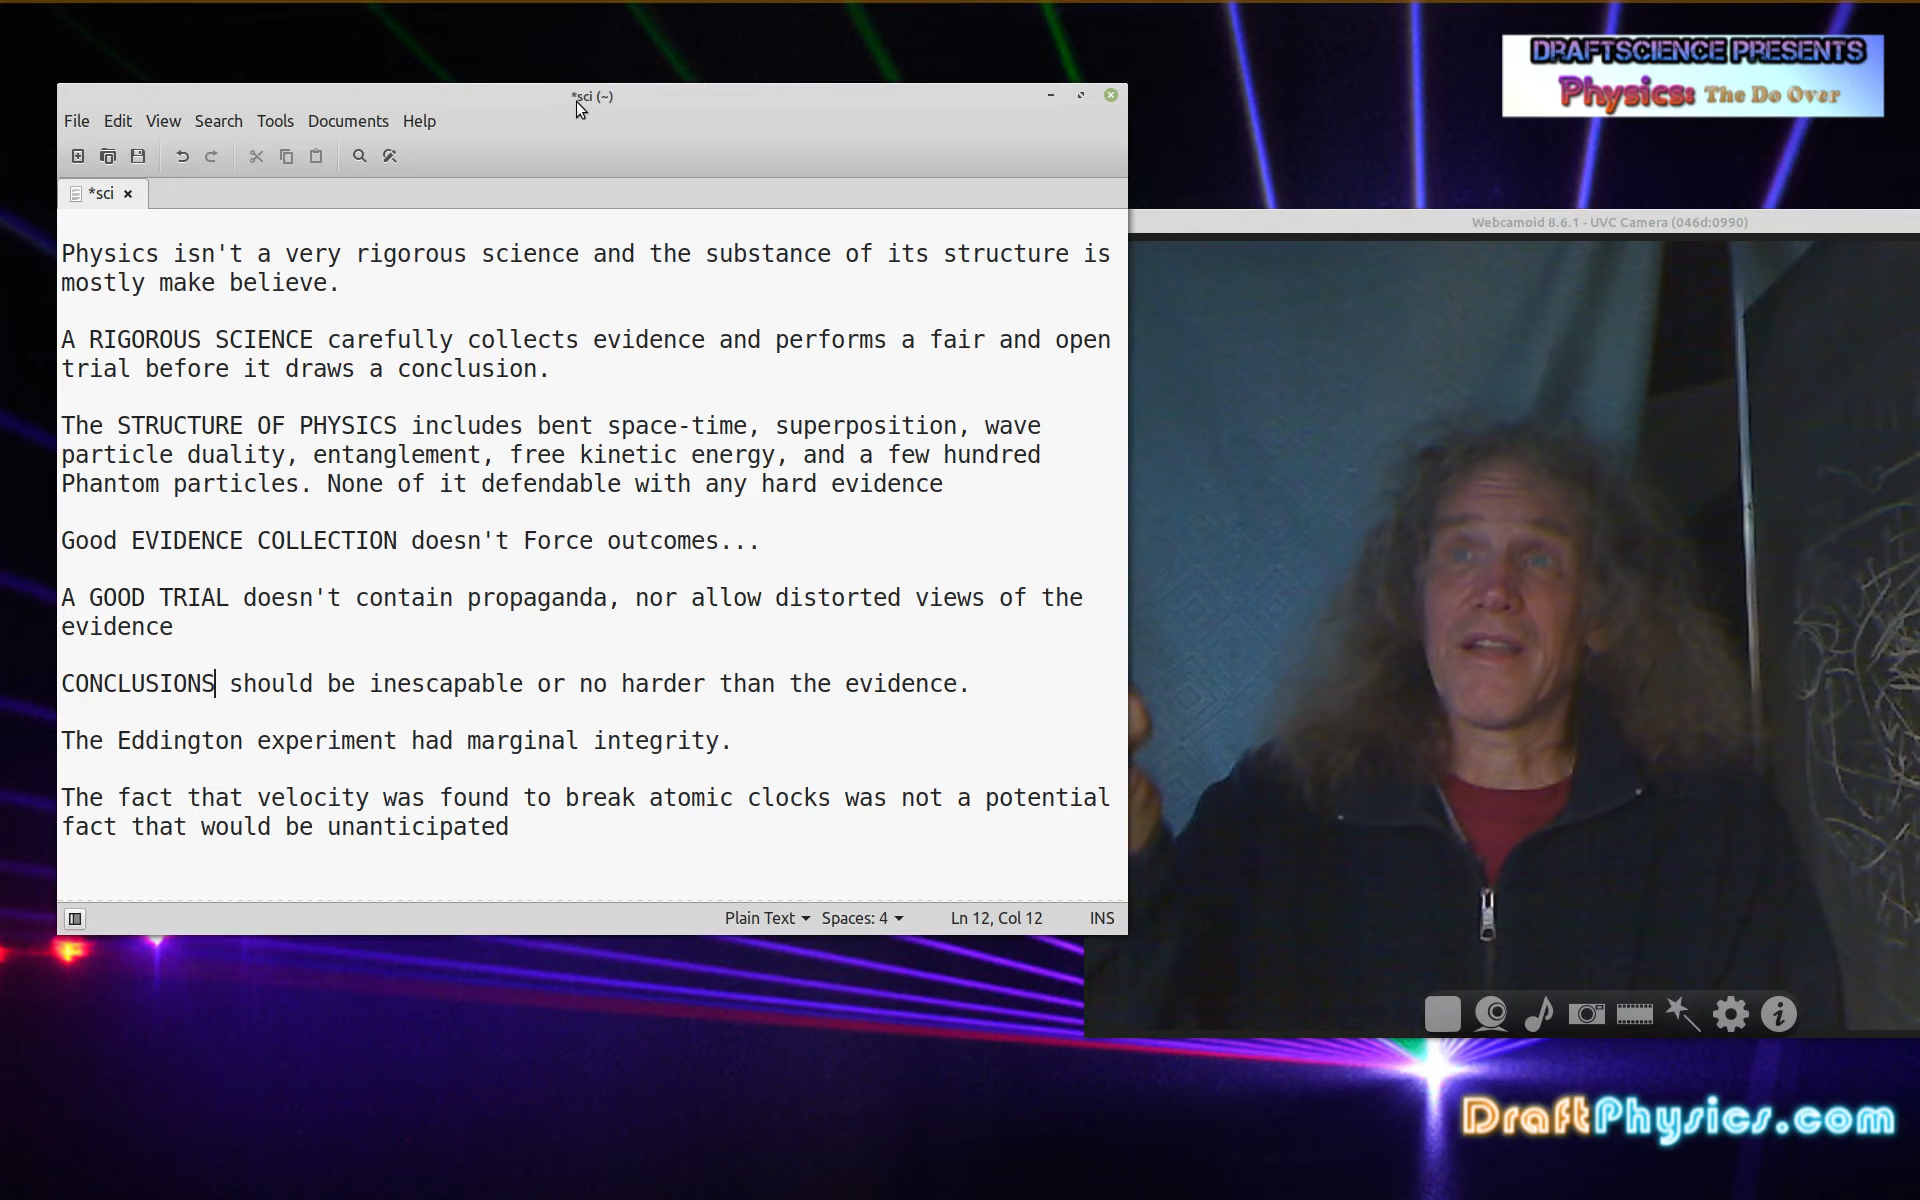 DRAFTSCIENCE PRESENTS
Physics: The Do Over
*sci (~)
File Edit View Search Tools Documents Help
*sci
Webcamoid 8.6.1 - UVC Camera (046d:0990)
Physics isn't a very rigorous science and the substance of its structure is
mostly make believe.
A RIGOROUS SCIENCE carefully collects evidence and performs a fair and open
trial before it draws a conclusion.
The STRUCTURE OF PHYSICS includes bent space-time, superposition, wave
particle duality, entanglement, free kinetic energy, and a few hundred
Phantom particles. None of it defendable with any hard evidence
Good EVIDENCE COLLECTION doesn't Force outcomes...
A GOOD TRIAL doesn't contain propaganda, nor allow distorted views of the
evidence
CONCLUSIONS should be inescapable or no harder than the evidence.
The Eddington experiment had marginal integrity.
The fact that velocity was found to break atomic clocks was not a potential
fact that would be unanticipated
Plain Text Spaces: 4 Ln 12, Col 12 INS
DraftPhysics.com